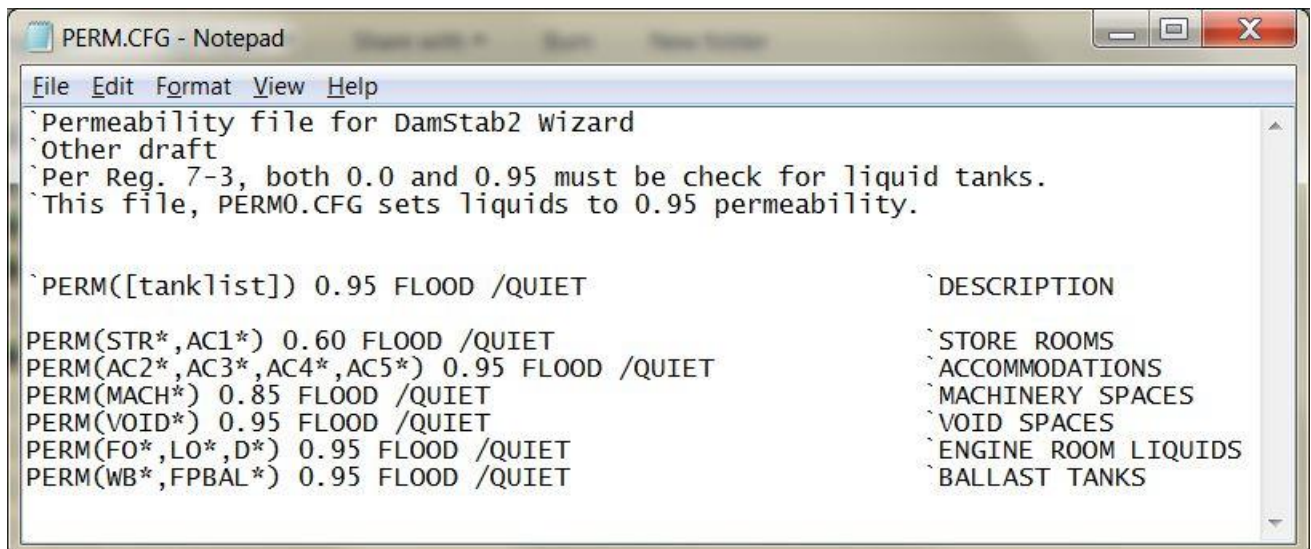 PERM.CFG - Notepad
File Edit Format View Help
`Permeability file for DamStab2 Wizard
`Other draft
`Per Reg. 7-3, both 0.0 and 0.95 must be check for liquid tanks.
`This file, PERM0.CFG sets liquids to 0.95 permeability.
`PERM([tanklist]) 0.95 FLOOD /QUIET `DESCRIPTION
PERM(STR*,AC1*) 0.60 FLOOD /QUIET `STORE ROOMS
PERM(AC2*,AC3*,AC4*,AC5*) 0.95 FLOOD /QUIET `ACCOMMODATIONS
PERM(MACH*) 0.85 FLOOD /QUIET `MACHINERY SPACES
PERM(VOID*) 0.95 FLOOD /QUIET `VOID SPACES
PERM(FO*,LO*,D*) 0.95 FLOOD /QUIET `ENGINE ROOM LIQUIDS
PERM(WB*,FPBAL*) 0.95 FLOOD /QUIET `BALLAST TANKS